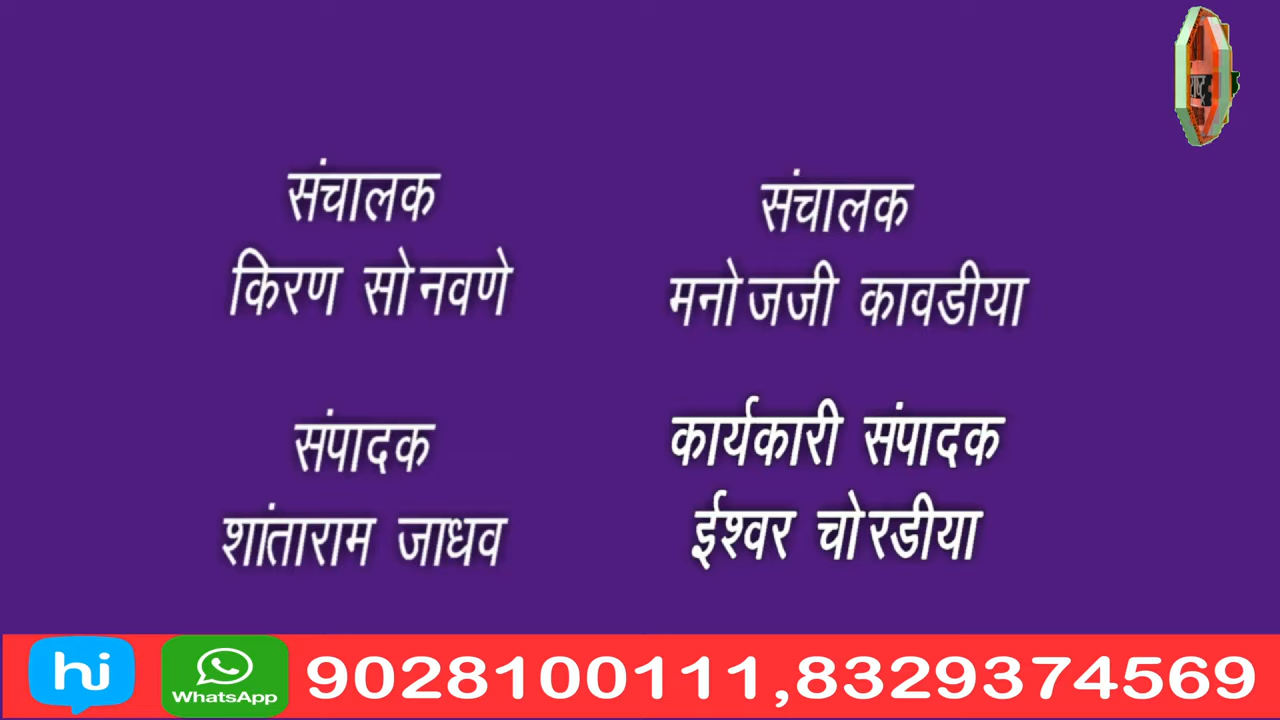 संचालक
किरण सोनवणे
संचालक
मनोजजी कावडीया
संपादक
शांताराम जाधव
कार्यकारी संपादक
ईश्वर चोरडीया
hi
WhatsApp
9028100111,8329374569